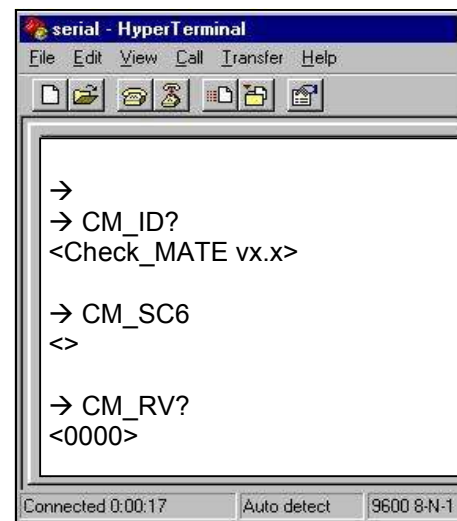 serial - HyperTerminal
File Edit View Call Transfer Help
→
→ CM_ID?
<Check_MATE vx.x>
→ CM_SC6
<>
→ CM_RV?
<0000>
Connected 0:00:17 Auto detect 9600 8-N-1